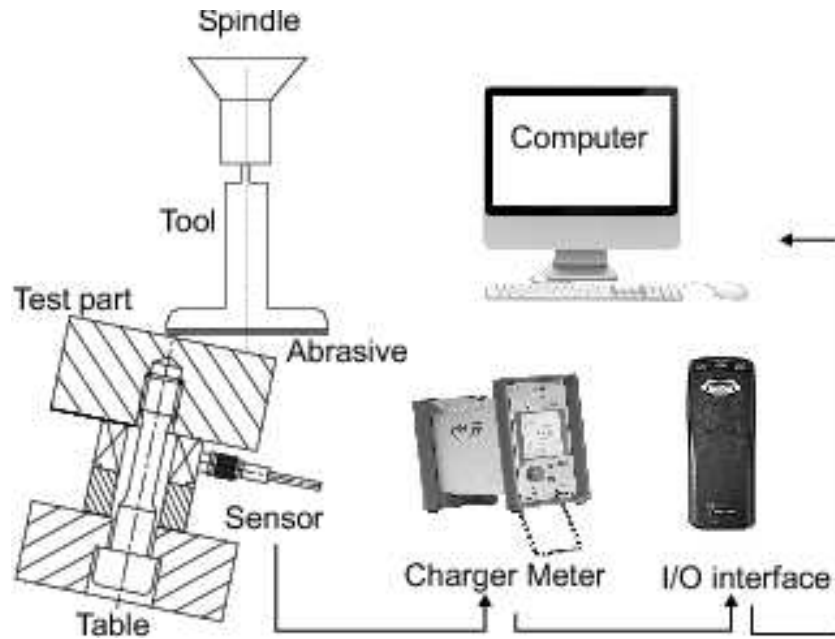 Spindle
Computer
Tool
Test part
Abrasive
Sensor
Charger Meter
I/O interface
Table